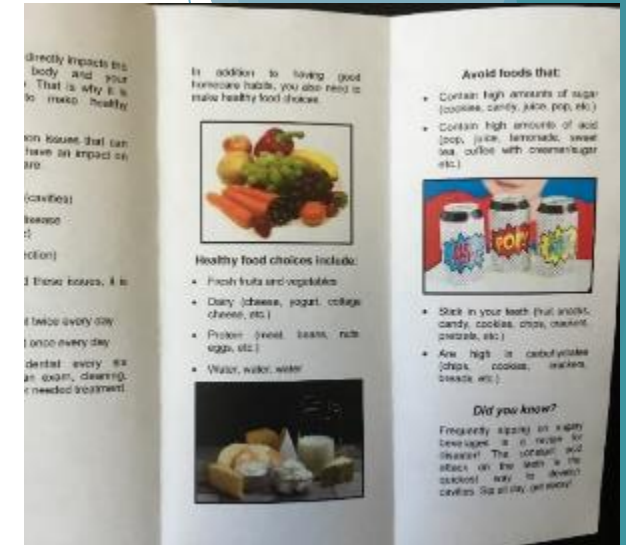 directly impacts the
body and your
That is why it is
to make healthy
issues that can
have an impact on
are:
(cavities)
disease
these issues, it is
twice every day
once every day
dentist every six
exam, cleaning,
needed treatment
In addition to having good
homecare habits, you also need to
make healthy food choices.
Healthy food choices include:
• Fresh fruits and vegetables
• Dairy (cheese, yogurt, cottage
cheese, etc.)
• Protein (meat, beans, nuts
eggs, etc.)
• Water, water, water
Avoid foods that:
• Contain high amounts of sugar
(cookies, candy, juice, pop, etc.)
• Contain high amounts of acid
(pop, juice, lemonade, sweet
tea, coffee with creamer/sugar
etc.)
POP!
• Stick in your teeth (fruit snacks,
candy, cookies, chips, crackers,
pretzels, etc.)
• Are high in carbohydrates
(chips, cookies, crackers,
breads, etc.)
Did you know?
Frequently sipping on sugary
beverages is a recipe for
disaster! The constant acid
attack on the teeth is the
quickest way to develop
cavities. Sip all day, get decay!